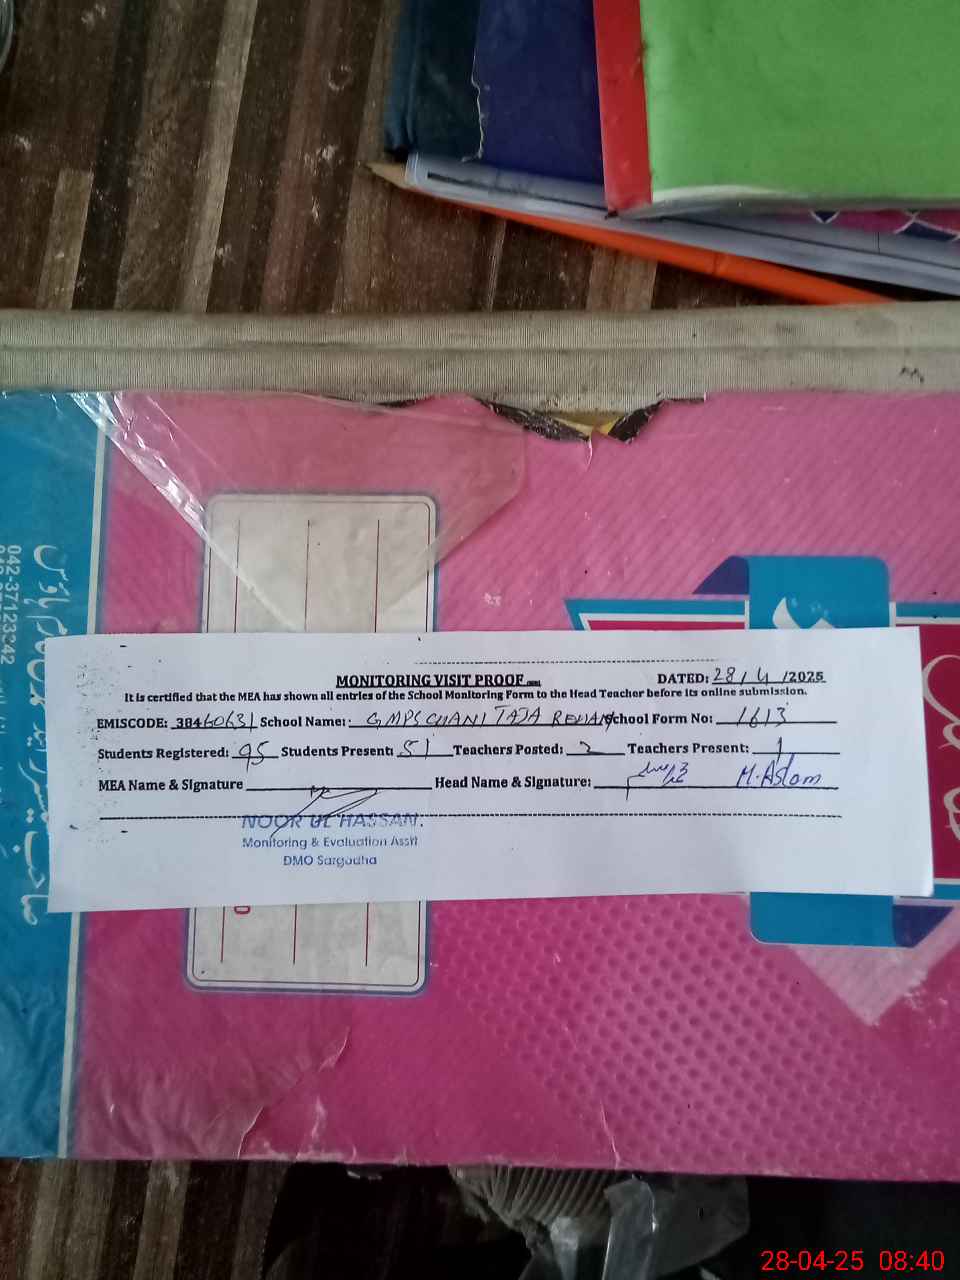 042-37123242
MONITORING VISIT PROOF
DATED: 28/4/2025
It is certified that the MEA has shown all entries of the School Monitoring Form to the Head Teacher before its online submission.
EMISCODE: 38460631 School Name: GMPS CHANI TAJA REHAN School Form No: 1613
Students Registered: 95 Students Present: 51 Teachers Posted: 2 Teachers Present: 1
MEA Name & Signature Head Name & Signature: M. Aslam
NOOR UL HASSAN.
Monitoring & Evaluation Asstt
DMO Sargodha
28-04-25 08:40